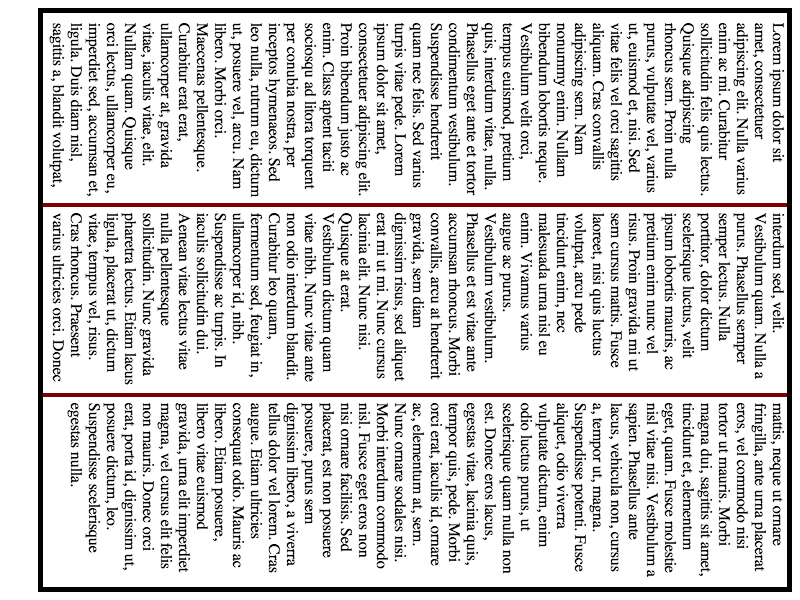 Lorem ipsum dolor sit
amet, consectetuer
adipiscing elit. Nulla varius
enim ac mi. Curabitur
sollicitudin felis quis lectus.
Quisque adipiscing
rhoncus sem. Proin nulla
purus, vulputate vel, varius
ut, euismod et, nisi. Sed
vitae felis vel orci sagittis
aliquam. Cras convallis
adipiscing sem. Nam
nonummy enim. Nullam
bibendum lobortis neque.
Vestibulum velit orci,
tempus euismod, pretium
quis, interdum vitae, nulla.
Phasellus eget ante et tortor
condimentum vestibulum.
Suspendisse hendrerit
quam nec felis. Sed varius
turpis vitae pede. Lorem
ipsum dolor sit amet,
consectetuer adipiscing elit.
Proin bibendum justo ac
enim. Class aptent taciti
sociosqu ad litora torquent
per conubia nostra, per
inceptos hymenaeos. Sed
leo nulla, rutrum eu, dictum
ut, posuere vel, arcu. Nam
libero. Morbi orci.
Maecenas pellentesque.
Curabitur erat erat,
ullamcorper at, gravida
vitae, iaculis vitae, elit.
Nullam quam. Quisque
orci lectus, ullamcorper eu,
imperdiet sed, accumsan et,
ligula. Duis diam nisl,
sagittis a, blandit volutpat,
interdum sed, velit.
Vestibulum quam. Nulla a
purus. Phasellus semper
semper lectus. Nulla
porttitor, dolor dictum
scelerisque luctus, velit
ipsum lobortis mauris, ac
pretium enim nunc vel
risus. Proin gravida mi ut
sem cursus mattis. Fusce
laoreet, nisi quis luctus
volutpat, arcu pede
tincidunt enim, nec
malesuada urna nisl eu
enim. Vivamus varius
augue ac purus.
Vestibulum vestibulum.
Phasellus et est vitae ante
accumsan rhoncus. Morbi
convallis, arcu at hendrerit
gravida, sem diam
dignissim risus, sed aliquet
erat mi ut mi. Nunc cursus
lacinia elit. Nunc nisi.
Quisque at erat.
Vestibulum dictum quam
vitae nibh. Nunc vitae ante
non odio interdum blandit.
Curabitur leo quam,
fermentum sed, feugiat in,
ullamcorper id, nibh.
Suspendisse ac turpis. In
iaculis sollicitudin dui.
Aenean vitae lectus vitae
nulla pellentesque
sollicitudin. Nunc gravida
pharetra lectus. Etiam lacus
ligula, placerat ut, dictum
vitae, tempus vel, risus.
Cras rhoncus. Praesent
varius ultricies orci. Donec
mattis, neque ut ornare
fringilla, ante urna placerat
eros, vel commodo nisi
tortor ut mauris. Morbi
magna dui, sagittis sit amet,
tincidunt et, elementum
eget, quam. Fusce molestie
nisl vitae nisi. Vestibulum a
sapien. Phasellus ante
lacus, vehicula non, cursus
a, tempor ut, magna.
Suspendisse potenti. Fusce
aliquet, odio viverra
vulputate dictum, enim
odio luctus purus, ut
scelerisque quam nulla non
est. Donec eros lacus,
egestas vitae, lacinia quis,
tempor quis, pede. Morbi
orci erat, iaculis id, ornare
ac, elementum at, sem.
Nunc ornare sodales nisi.
Morbi interdum commodo
nisl. Fusce eget eros non
nisi ornare facilisis. Sed
placerat, est non posuere
posuere, purus sem
dignissim libero, a viverra
tellus dolor vel lorem. Cras
augue. Etiam ultricies
consequat odio. Mauris ac
libero. Etiam posuere,
libero vitae euismod
gravida, urna elit imperdiet
magna, vel cursus elit felis
non mauris. Donec orci
erat, porta id, dignissim ut,
posuere dictum, leo.
Suspendisse scelerisque
egestas nulla.